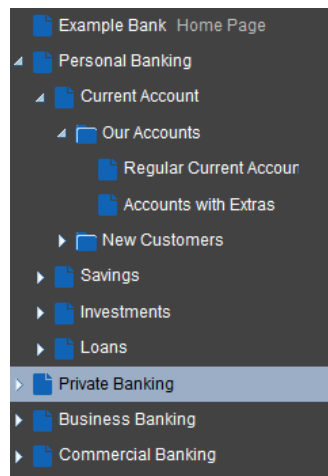 Example Bank Home Page
Personal Banking
Current Account
Our Accounts
Regular Current Accoun
Accounts with Extras
New Customers
Savings
Investments
Loans
Private Banking
Business Banking
Commercial Banking